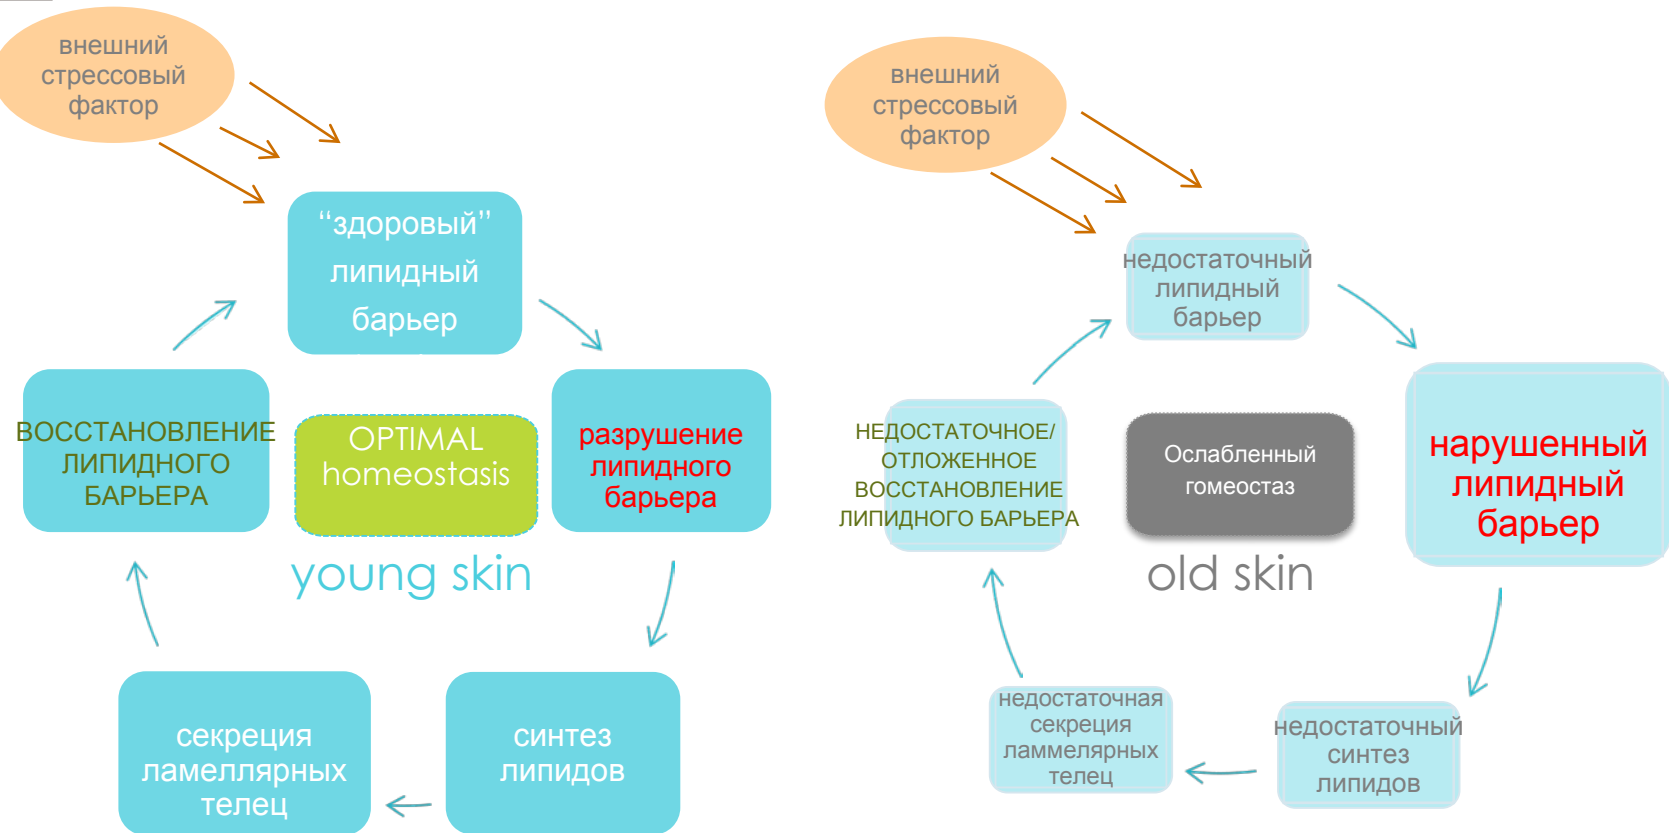 внешний
стрессовый
фактор
“здоровый”
липидный
барьер
разрушение
липидного
барьера
синтез
липидов
секреция
ламеллярных
телец
ВОССТАНОВЛЕНИЕ
ЛИПИДНОГО
БАРЬЕРА
OPTIMAL
homeostasis
young skin
внешний
стрессовый
фактор
недостаточный
липидный
барьер
нарушенный
липидный
барьер
недостаточный
синтез
липидов
недостаточная
секреция
ламмелярных
телец
НЕДОСТАТОЧНОЕ/
ОТЛОЖЕННОЕ
ВОССТАНОВЛЕНИЕ
ЛИПИДНОГО БАРЬЕРА
Ослабленный
гомеостаз
old skin